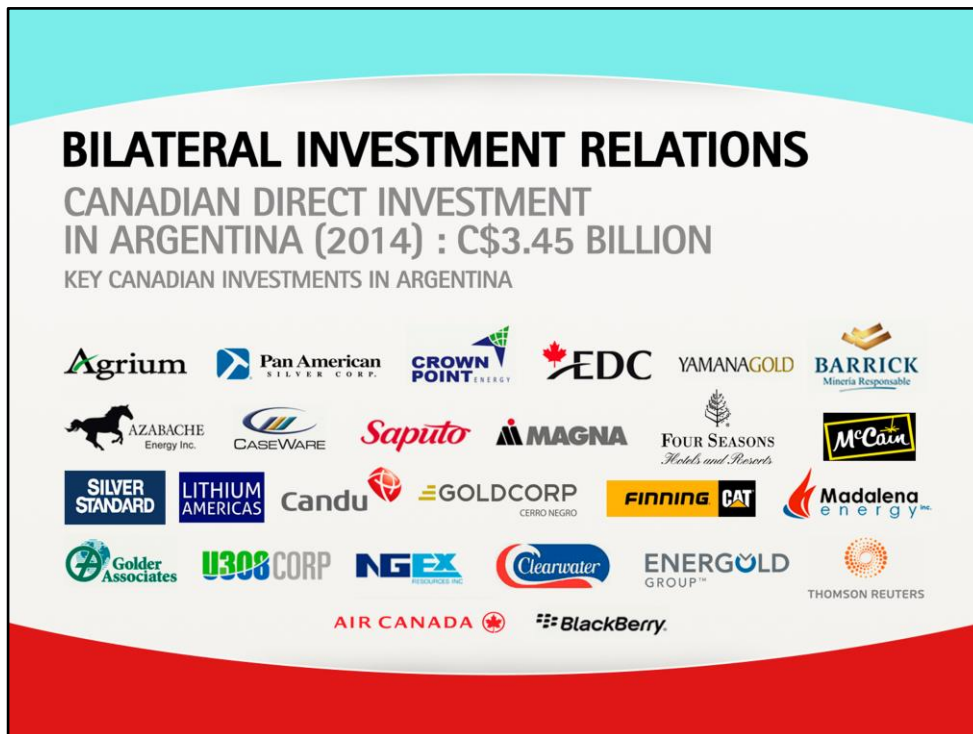 BILATERAL INVESTMENT RELATIONS
CANADIAN DIRECT INVESTMENT
IN ARGENTINA (2014) : C$3.45 BILLION
KEY CANADIAN INVESTMENTS IN ARGENTINA
Agrium
Pan American
SILVER CORP.
CROWN
POINT ENERGY
EDC
YAMANAGOLD
BARRICK
Minería Responsable
AZABACHE
Energy Inc.
CASEWARE
Saputo
MAGNA
FOUR SEASONS
Hotels and Resorts
McCain
SILVER
STANDARD
LITHIUM
AMERICAS
Candu
GOLDCORP
CERRO NEGRO
FINNING CAT
Madalena
energy inc.
Golder
Associates
U3O8 CORP
NGEX
RESOURCES INC
Clearwater
ENERGOLD
GROUP™
THOMSON REUTERS
AIR CANADA
BlackBerry.